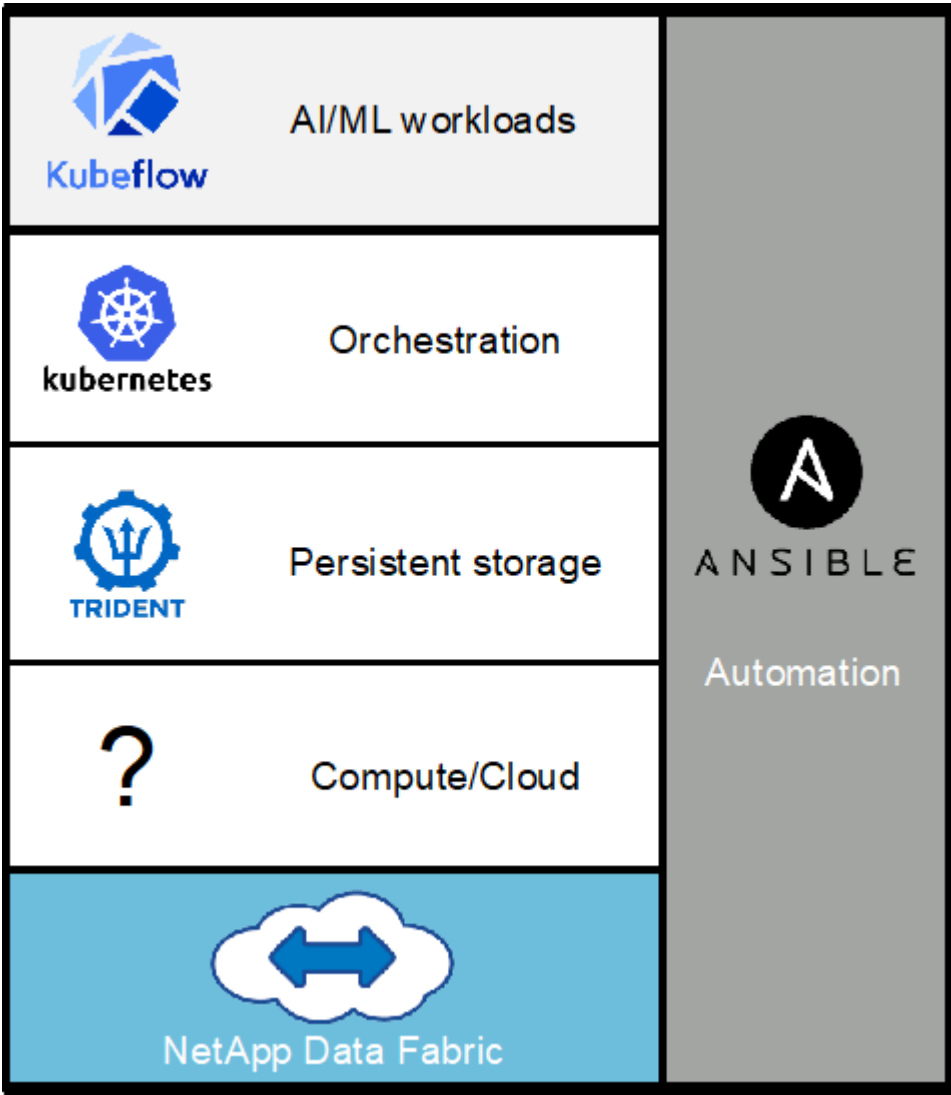 Kubeflow
AI/ML workloads
kubernetes
Orchestration
TRIDENT
Persistent storage
?
Compute/Cloud
NetApp Data Fabric
ANSIBLE
Automation